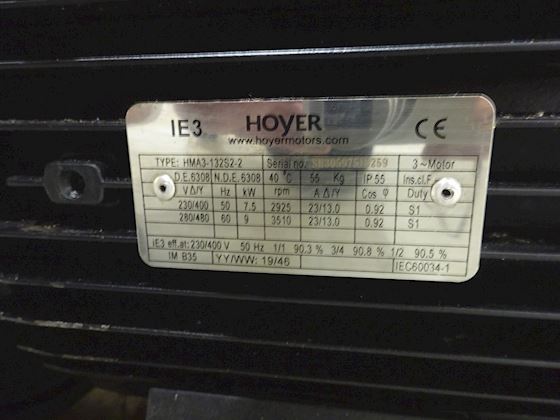 IE3 HOYER CE
www.hoyermotors.com
TYPE: HMA3-132S2-2 Serial no. 3~Motor
D.E.6308 N.D.E.6308 40 °C 55 Kg IP 55 Ins.cl.F
V Δ/Y Hz kW rpm A Δ/Y Cos φ Duty
230/400 50 7.5 2925 23/13.0 0.92 S1
280/480 60 9 3510 23/13.0 0.92 S1
IE3 eff.at:230/400 V 50 Hz 1/1 90.3 % 3/4 90.8 % 1/2 90.5 %
IM B35 YY/WW: 19/46 IEC60034-1